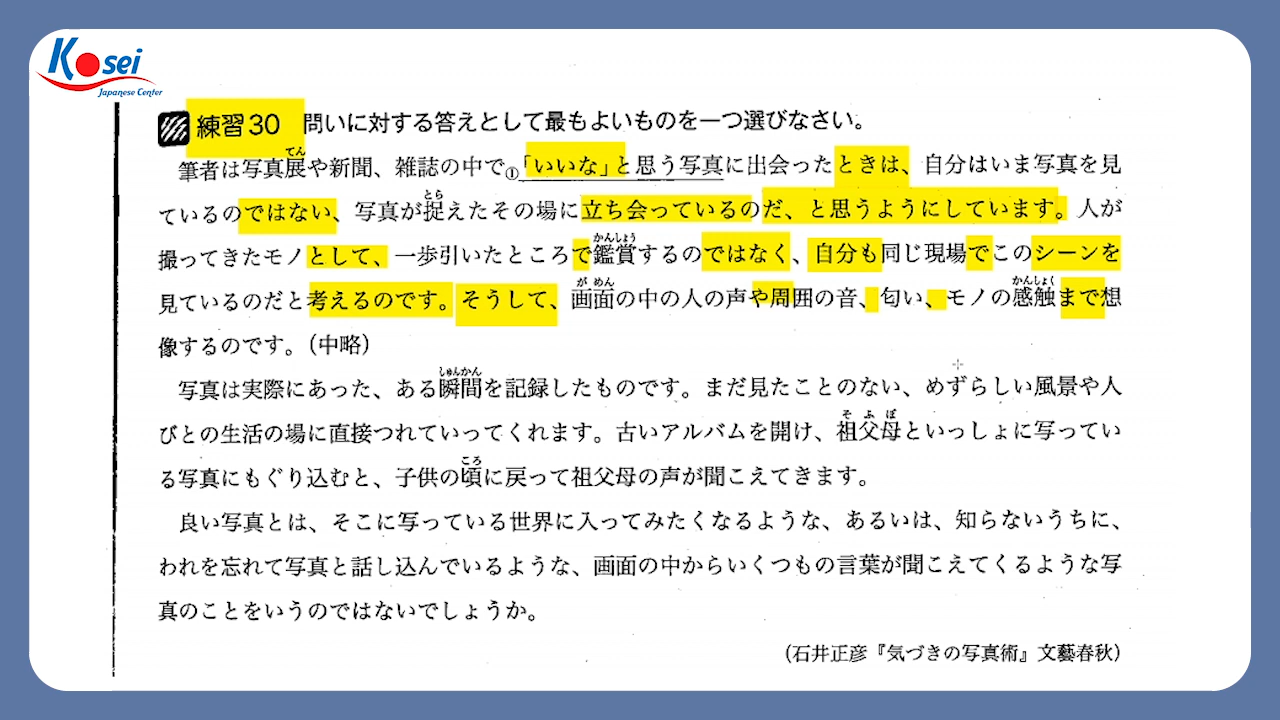 Kosei
Japanese Center
練習30 問いに対する答えとして最もよいものを一つ選びなさい。
筆者は写真展や新聞、雑誌の中で①「いいな」と思う写真に出会ったときは、自分はいま写真を見
ているのではない、写真が捉えたその場に立ち会っているのだ、と思うようにしています。人が
撮ってきたモノとして、一歩引いたところで鑑賞するのではなく、自分も同じ現場でこのシーンを
見ているのだと考えるのです。そうして、画面の中の人の声や周囲の音、匂い、モノの感触まで想
像するのです。（中略）
写真は実際にあった、ある瞬間を記録したものです。まだ見たことのない、めずらしい風景や人
びとの生活の場に直接つれていってくれます。古いアルバムを開け、祖父母といっしょに写ってい
る写真にもぐり込むと、子供の頃に戻って祖父母の声が聞こえてきます。
良い写真とは、そこに写っている世界に入ってみたくなるような、あるいは、知らないうちに、
われを忘れて写真と話し込んでいるような、画面の中からいくつもの言葉が聞こえてくるような写
真のことをいうのではないでしょうか。
（石井正彦『気づきの写真術』文藝春秋）